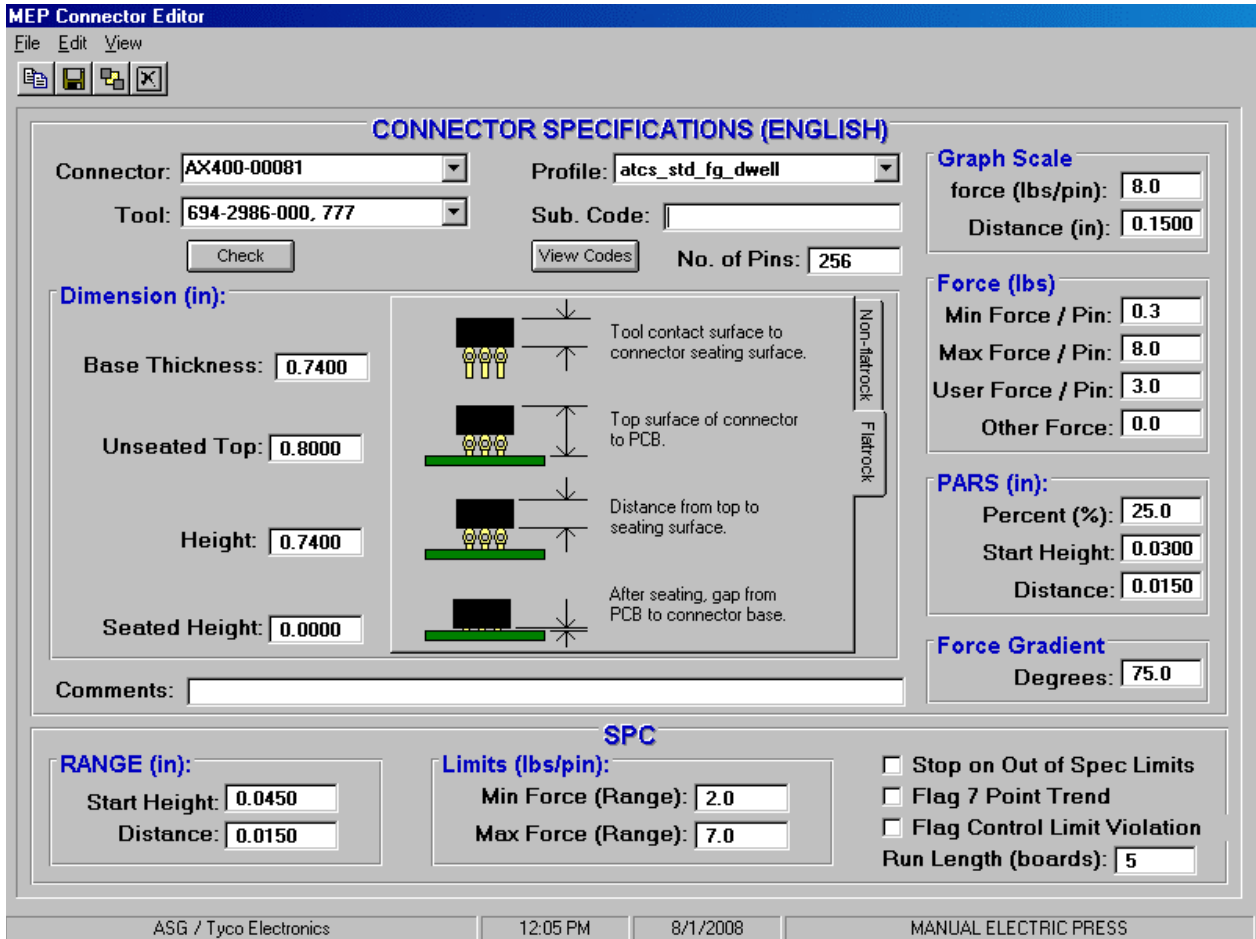 MEP Connector Editor
File Edit View
CONNECTOR SPECIFICATIONS (ENGLISH)
Connector: AX400-00081
Profile: atcs_std_fg_dwell
Tool: 694-2986-000, 777
Sub. Code:
Check
View Codes
No. of Pins: 256
Dimension (in):
Base Thickness: 0.7400
Unseated Top: 0.8000
Height: 0.7400
Seated Height: 0.0000
Tool contact surface to
connector seating surface.
Top surface of connector
to PCB.
Distance from top to
seating surface.
After seating, gap from
PCB to connector base.
Non-flatrock
Flatrock
Comments:
Graph Scale
force (lbs/pin): 8.0
Distance (in): 0.1500
Force (lbs)
Min Force / Pin: 0.3
Max Force / Pin: 8.0
User Force / Pin: 3.0
Other Force: 0.0
PARS (in):
Percent (%): 25.0
Start Height: 0.0300
Distance: 0.0150
Force Gradient
Degrees: 75.0
SPC
RANGE (in):
Start Height: 0.0450
Distance: 0.0150
Limits (lbs/pin):
Min Force (Range): 2.0
Max Force (Range): 7.0
Stop on Out of Spec Limits
Flag 7 Point Trend
Flag Control Limit Violation
Run Length (boards): 5
ASG / Tyco Electronics
12:05 PM
8/1/2008
MANUAL ELECTRIC PRESS